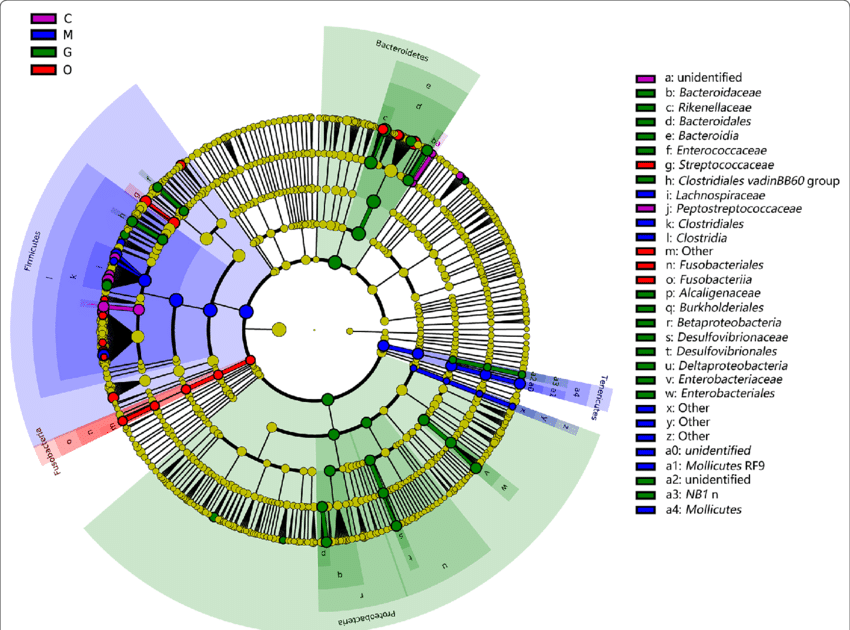 C
M
G
O
Bacteroidetes
e
d
c
Firmicutes
l
k
i
g
Fusobacteria
o
n
m
Tenericutes
a4
a3
x
y
z
v
w
s
t
u
q
r
Proteobacteria
a: unidentified
b: Bacteroidaceae
c: Rikenellaceae
d: Bacteroidales
e: Bacteroidia
f: Enterococcaceae
g: Streptococcaceae
h: Clostridiales vadinBB60 group
i: Lachnospiraceae
j: Peptostreptococcaceae
k: Clostridiales
l: Clostridia
m: Other
n: Fusobacteriales
o: Fusobacteriia
p: Alcaligenaceae
q: Burkholderiales
r: Betaproteobacteria
s: Desulfovibrionaceae
t: Desulfovibrionales
u: Deltaproteobacteria
v: Enterobacteriaceae
w: Enterobacteriales
x: Other
y: Other
z: Other
a0: unidentified
a1: Mollicutes RF9
a2: unidentified
a3: NB1 n
a4: Mollicutes